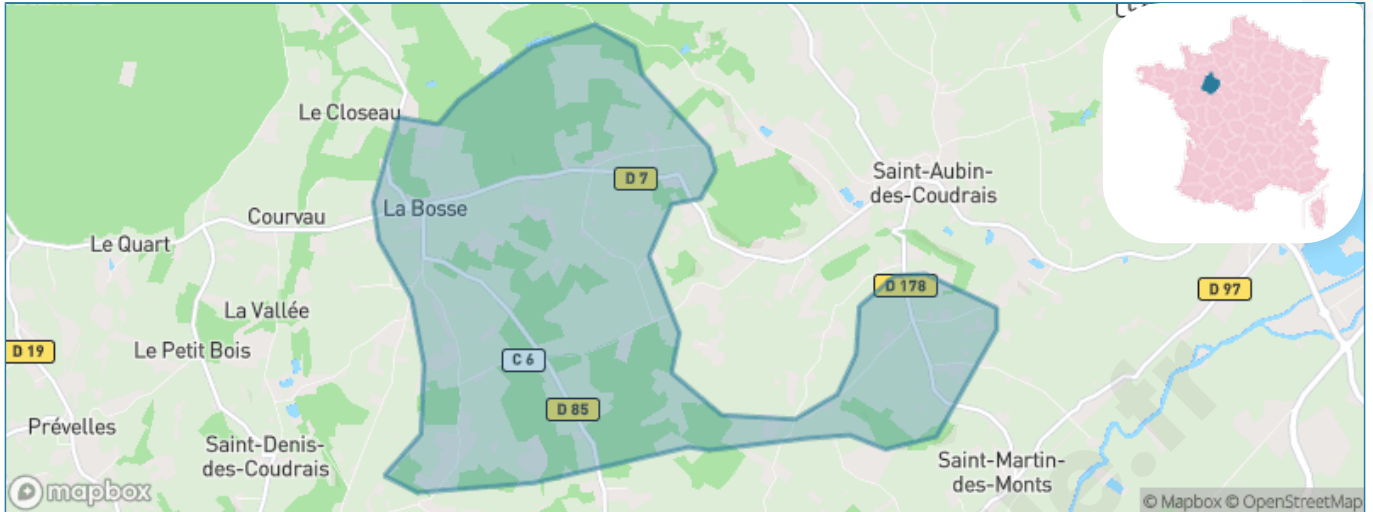 Le Closeau
D 7
Saint-Aubin-
des-Coudrais
La Bosse
Courvau
Le Quart
D 178
D 97
La Vallée
D 19
Le Petit Bois
C 6
D 85
Prévelles
Saint-Denis-
des-Coudrais
Saint-Martin-
des-Monts
mapbox
© Mapbox © OpenStreetMap